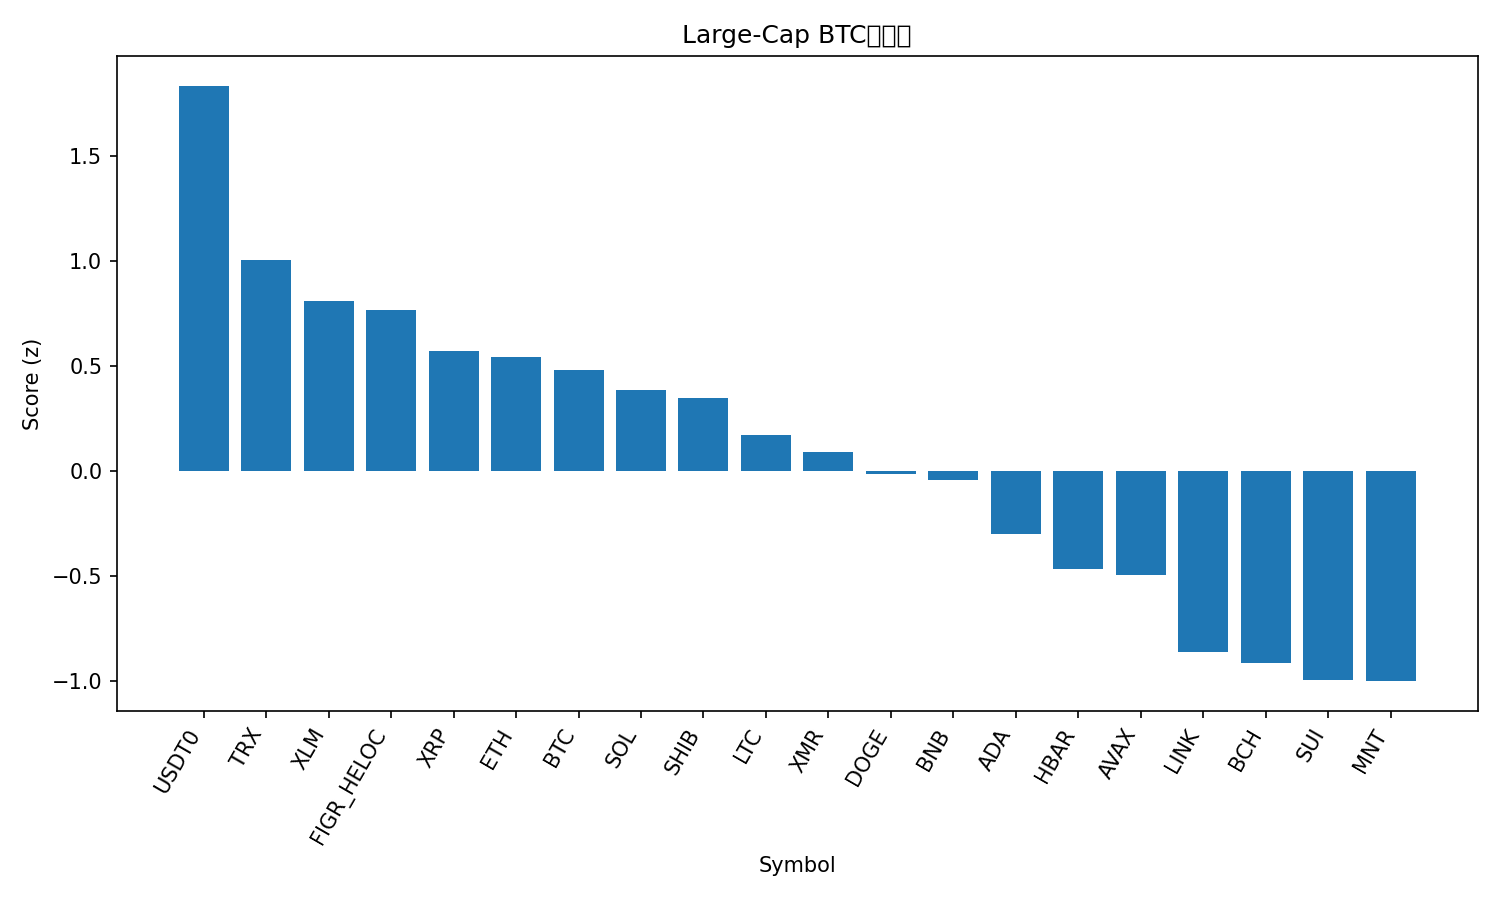 Large-Cap BTC
Score (z)
1.5
1.0
0.5
0.0
−0.5
−1.0
USDT0
TRX
XLM
FIGR_HELOC
XRP
ETH
BTC
SOL
SHIB
LTC
XMR
DOGE
BNB
ADA
HBAR
AVAX
LINK
BCH
SUI
MNT
Symbol